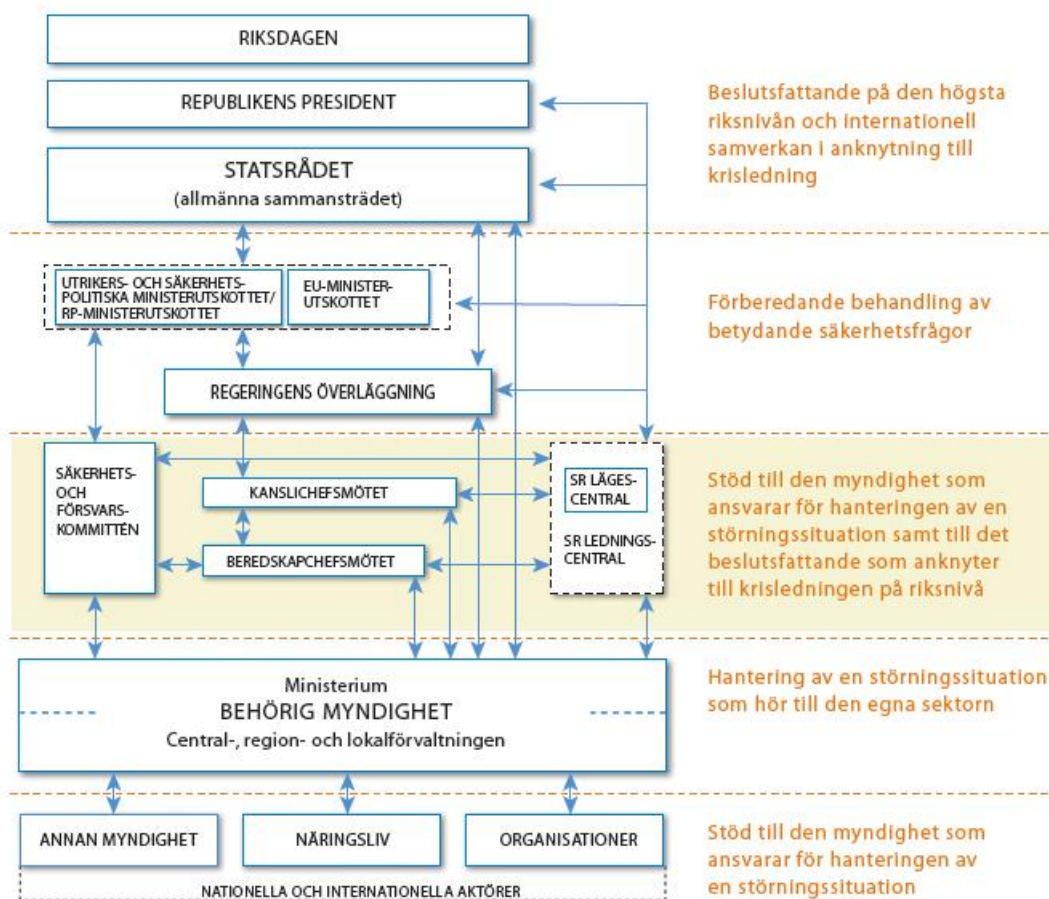 RIKSDAGEN
REPUBLIKENS PRESIDENT
STATSRÅDET
(allmänna sammansträdet)
Beslutsfattande på den högsta
riksnivån och internationell
samverkan i anknytning till
krisledning
UTRIKERS- OCH SÄKERHETS-
POLITISKA MINISTERUTSKOTTET/
RP-MINISTERUTSKOTTET
EU-MINISTER-
UTSKOTTET
REGERINGENS ÖVERLÄGGNING
Förberedande behandling av
betydande säkerhetsfrågor
SÄKERHETS-
OCH
FÖRSVARS-
KOMMITTÉN
KANSLICHEFSMÖTET
BEREDSKAPCHEFSMÖTET
SR LÄGES-
CENTRAL
SR LEDNINGS-
CENTRAL
Stöd till den myndighet som
ansvarar för hanteringen av en
störningssituation samt till det
beslutsfattande som anknyter
till krisledningen på riksnivå
Ministerium
BEHÖRIG MYNDIGHET
Central-, region- och lokalförvaltningen
Hantering av en störningssituation
som hör till den egna sektorn
ANNAN MYNDIGHET
NÄRINGSLIV
ORGANISATIONER
NATIONELLA OCH INTERNATIONELLA AKTÖRER
Stöd till den myndighet som
ansvarar för hanteringen av
en störningssituation